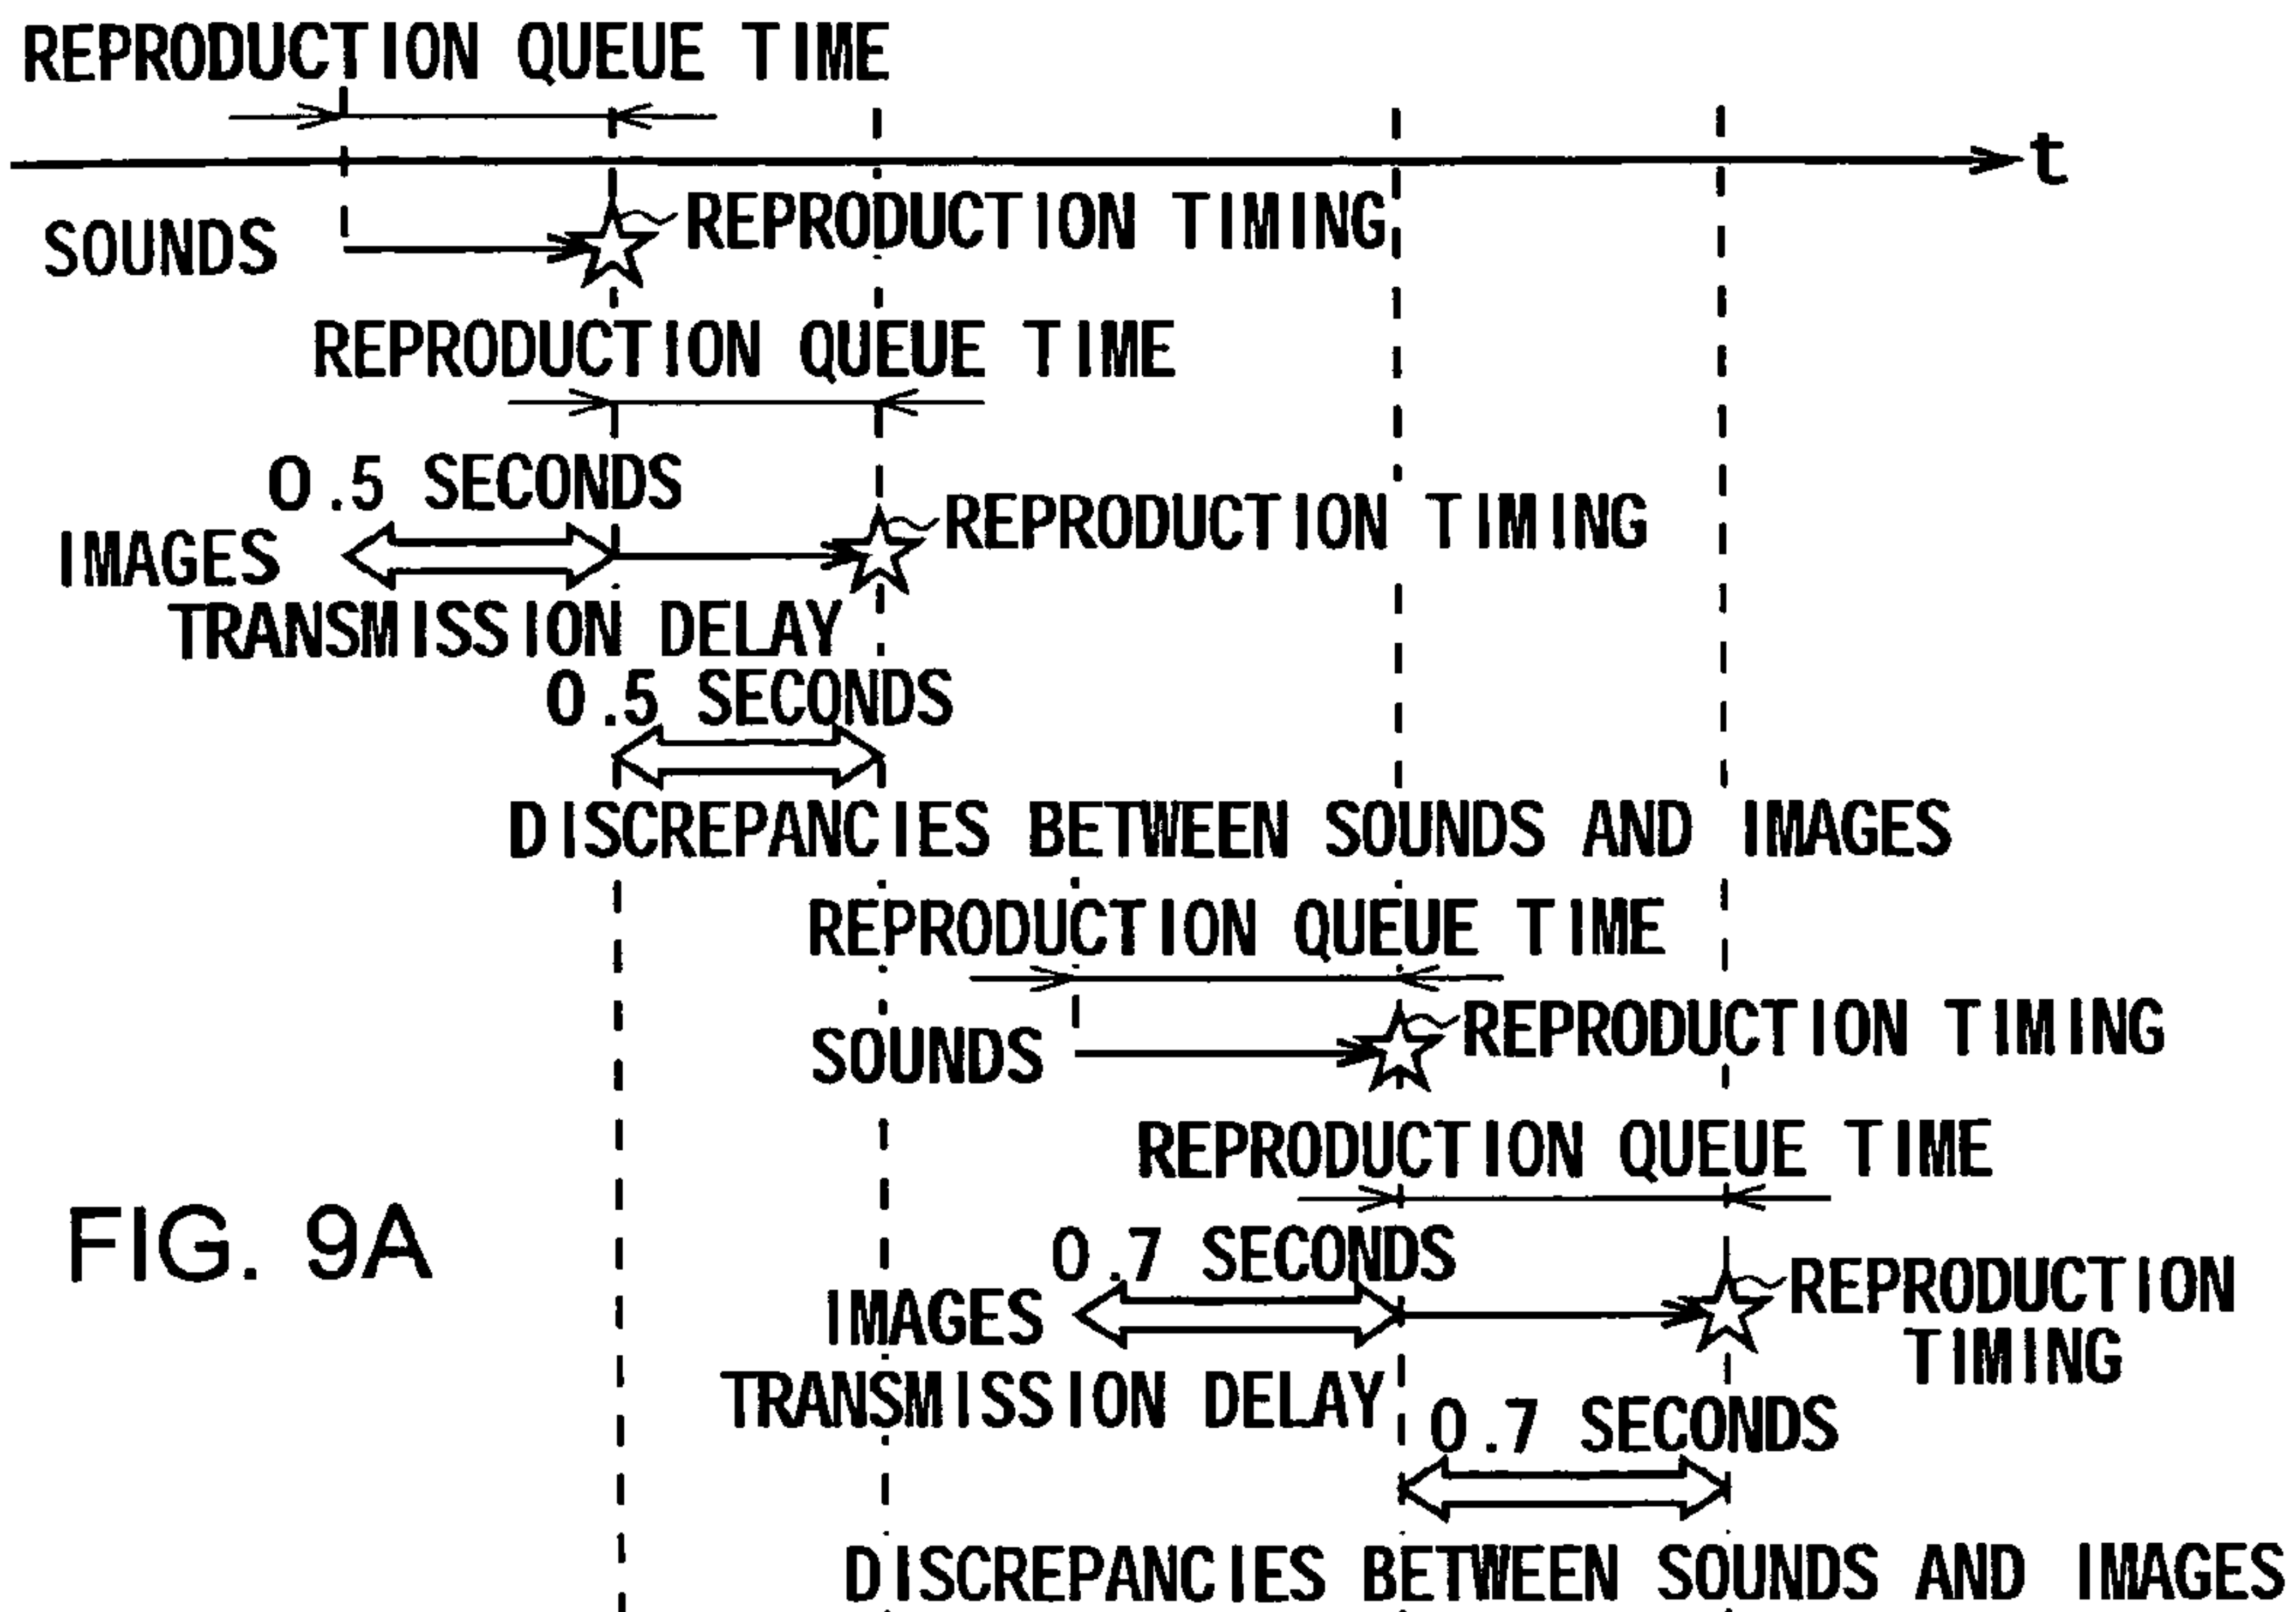 REPRODUCTION QUEUE TIME
t
SOUNDS
REPRODUCTION TIMING
REPRODUCTION QUEUE TIME
0.5 SECONDS
REPRODUCTION TIMING
IMAGES
TRANSMISSION DELAY
0.5 SECONDS
DISCREPANCIES BETWEEN SOUNDS AND IMAGES
REPRODUCTION QUEUE TIME
REPRODUCTION TIMING
SOUNDS
REPRODUCTION QUEUE TIME
FIG. 9A
0.7 SECONDS
IMAGES
REPRODUCTION
TIMING
TRANSMISSION DELAY
0.7 SECONDS
DISCREPANCIES BETWEEN SOUNDS AND IMAGES